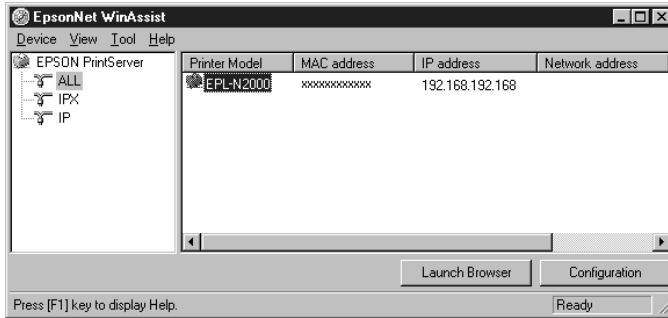 EpsonNet WinAssist
Device View Tool Help
EPSON PrintServer
ALL
IPX
IP
Printer Model MAC address IP address Network address
EPL-N2000 xxxxxxxxxxxx 192.168.192.168
Launch Browser Configuration
Press [F1] key to display Help. Ready